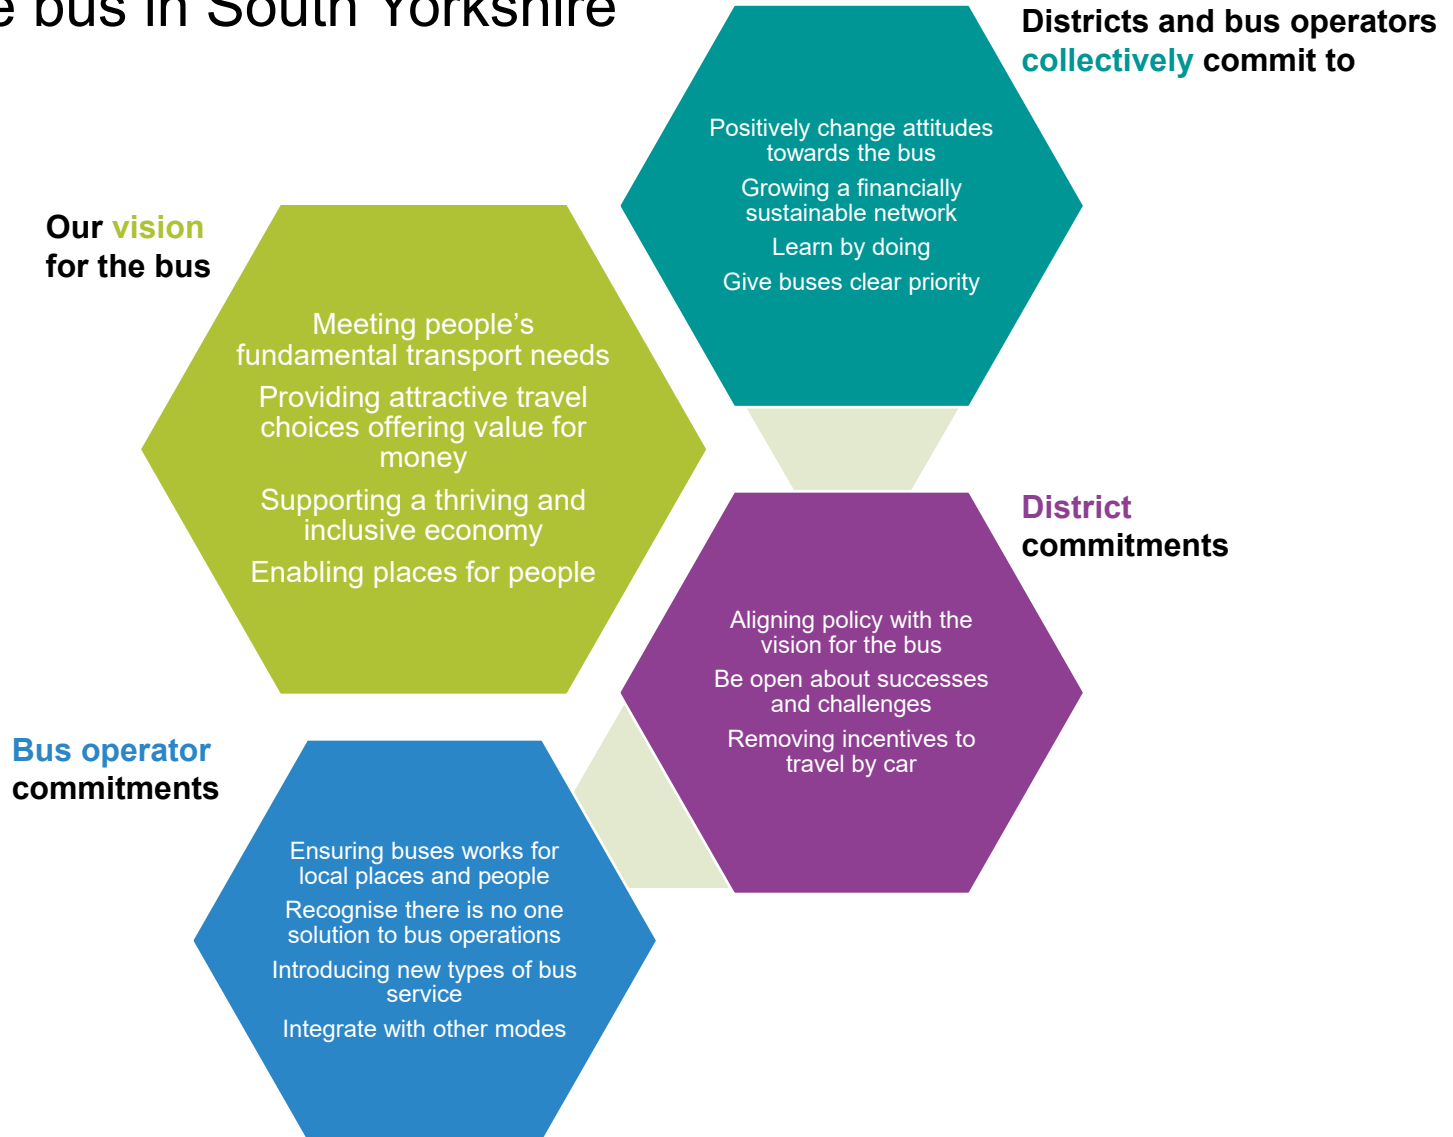 bus in South Yorkshire
Districts and bus operators
collectively commit to
Positively change attitudes
towards the bus
Growing a financially
sustainable network
Learn by doing
Give buses clear priority
Our vision
for the bus
Meeting people’s
fundamental transport needs
Providing attractive travel
choices offering value for
money
Supporting a thriving and
inclusive economy
Enabling places for people
District
commitments
Aligning policy with the
vision for the bus
Be open about successes
and challenges
Removing incentives to
travel by car
Bus operator
commitments
Ensuring buses works for
local places and people
Recognise there is no one
solution to bus operations
Introducing new types of bus
service
Integrate with other modes